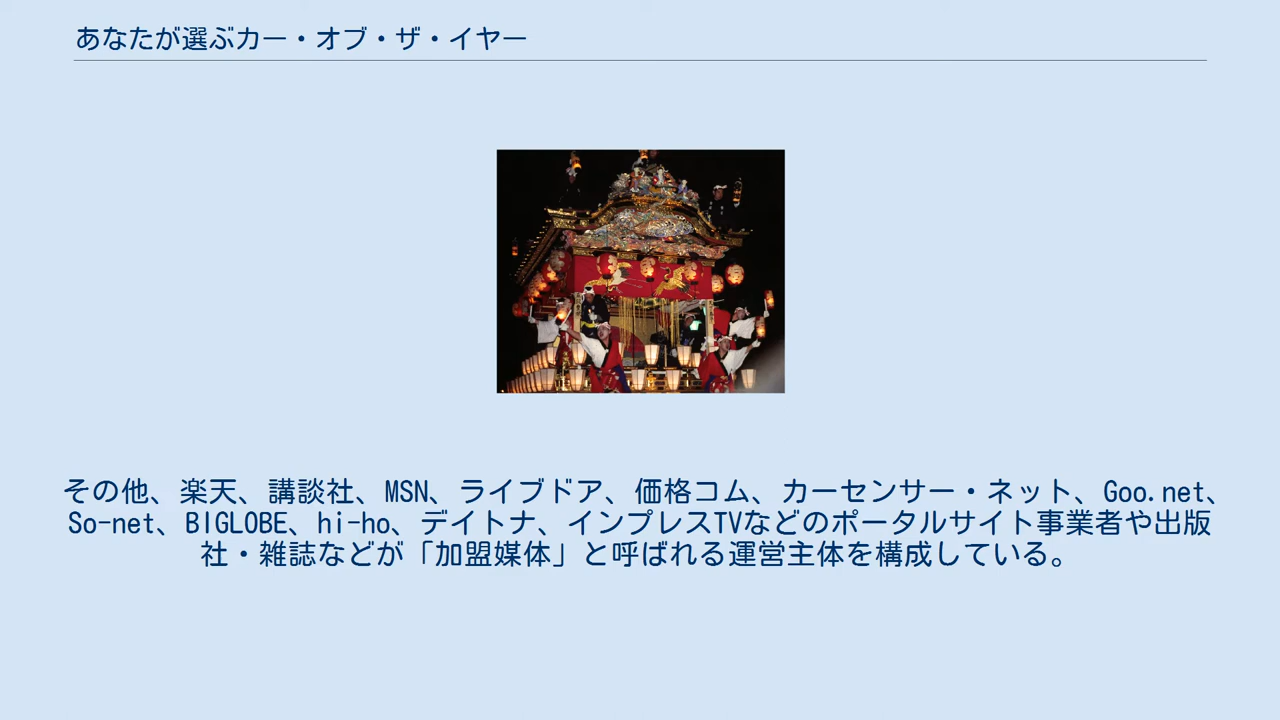 あなたが選ぶカー・オブ・ザ・イヤー
その他、楽天、講談社、MSN、ライブドア、価格コム、カーセンサー・ネット、Goo.net、
So-net、BIGLOBE、hi-ho、デイトナ、インプレスTVなどのポータルサイト事業者や出版
社・雑誌などが「加盟媒体」と呼ばれる運営主体を構成している。